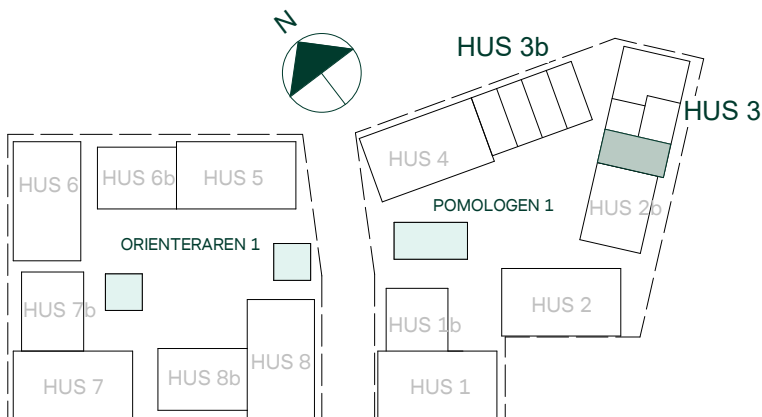 N
HUS 3b
HUS 3
HUS 4
HUS 6
HUS 6b
HUS 5
POMOLOGEN 1
HUS 2b
ORIENTERAREN 1
HUS 7b
HUS 2
HUS 1b
HUS 8
HUS 8b
HUS 7
HUS 1